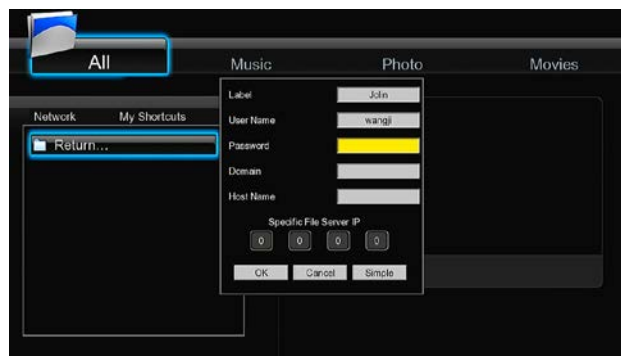 All Music Photo Movies
Network My Shortcuts
Return...
Label Jolin
User Name wangji
Password
Domain
Host Name
Specific File Server IP
0 0 0 0
OK Cancel Simple